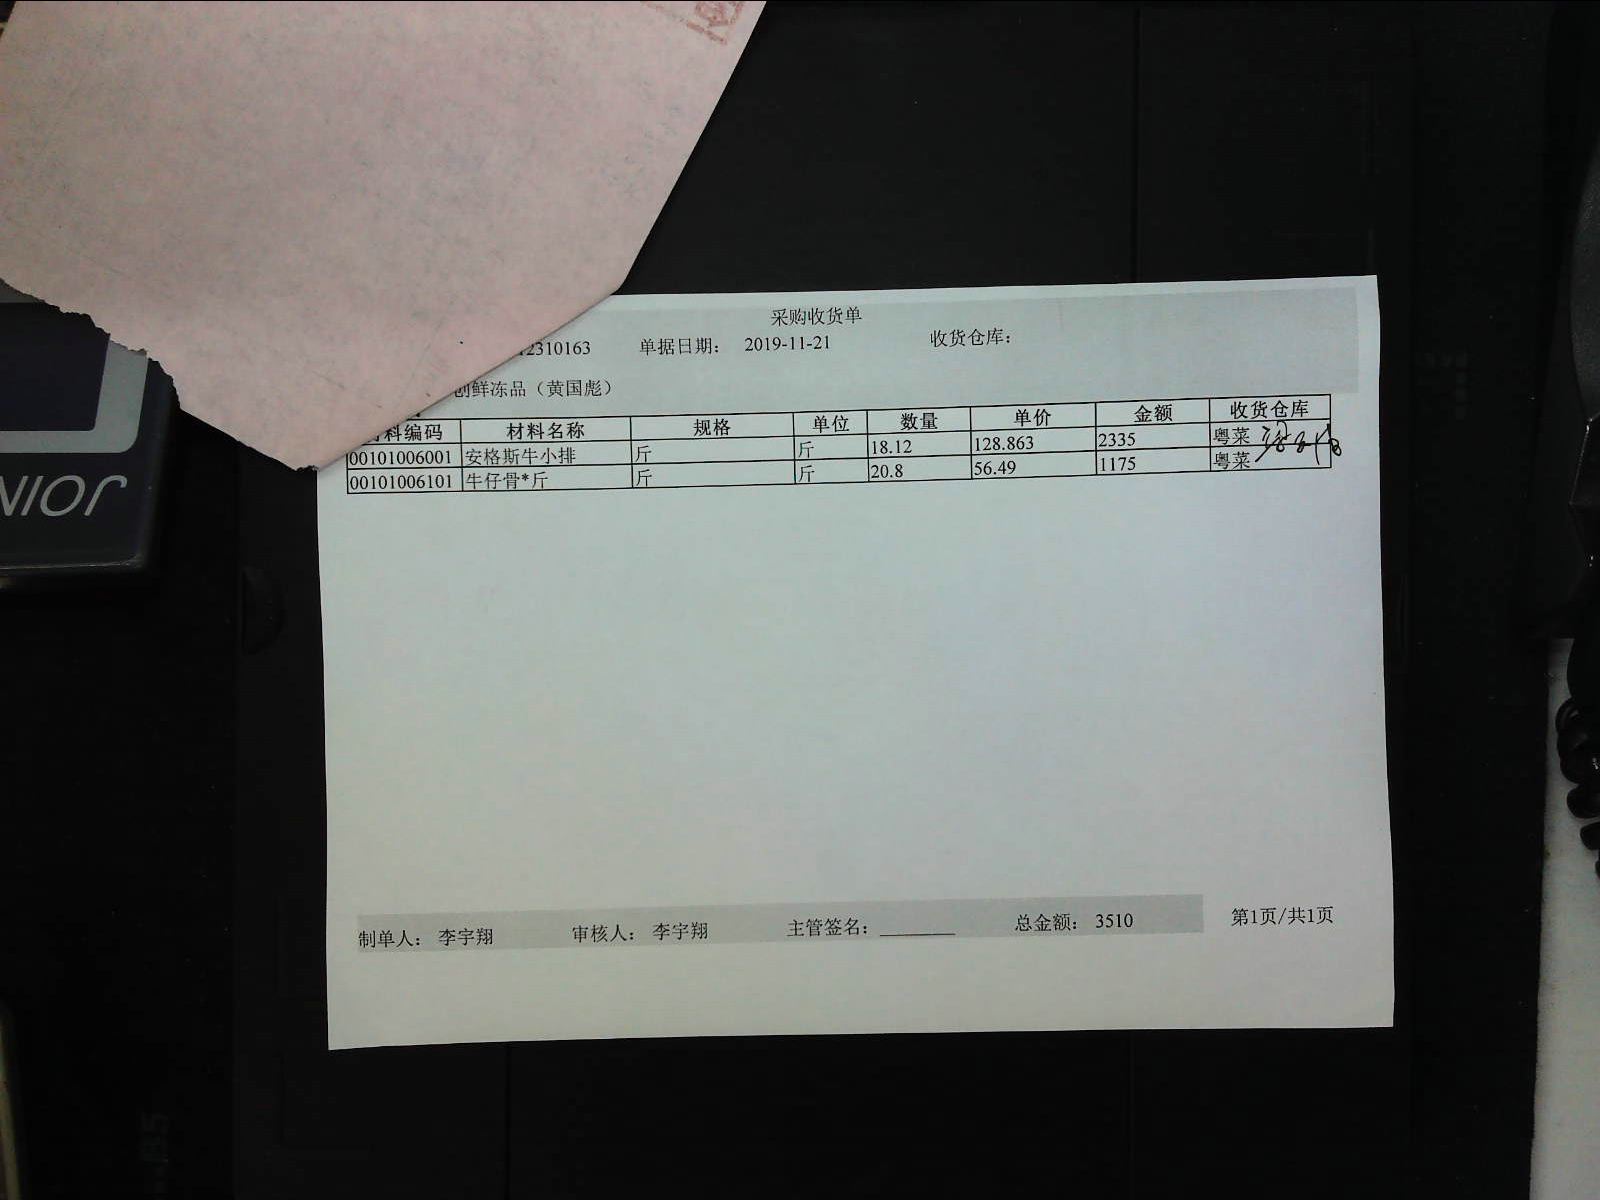 采购收货单
2310163 单据日期: 2019-11-21 收货仓库:
创鲜冻品（黄国彪）
料编码 材料名称 规格 单位 数量 单价 金额 收货仓库
00101006001 安格斯牛小排 斤 斤 18.12 128.863 2335 粤菜
00101006101 牛仔骨*斤 斤 斤 20.8 56.49 1175 粤菜
制单人: 李宇翔 审核人: 李宇翔 主管签名: 总金额: 3510 第1页/共1页